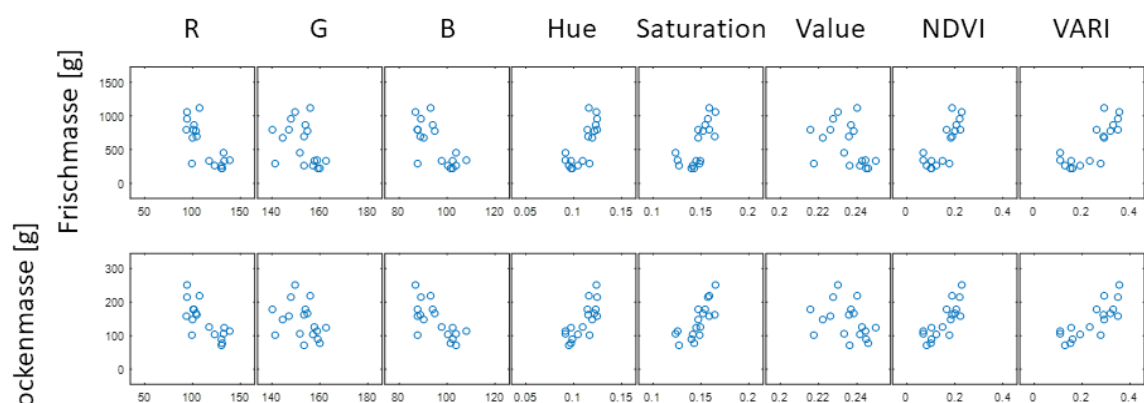 R G B Hue Saturation Value NDVI VARI
Frischmasse [g]
1500
1000
500
0
50 100 150 140 160 180 80 100 120 0.05 0.1 0.15 0.1 0.15 0.2 0.2 0.22 0.24 0 0.2 0.4 0 0.2 0.4
ockenmasse [g]
300
200
100
0
50 100 150 140 160 180 80 100 120 0.05 0.1 0.15 0.1 0.15 0.2 0.2 0.22 0.24 0 0.2 0.4 0 0.2 0.4